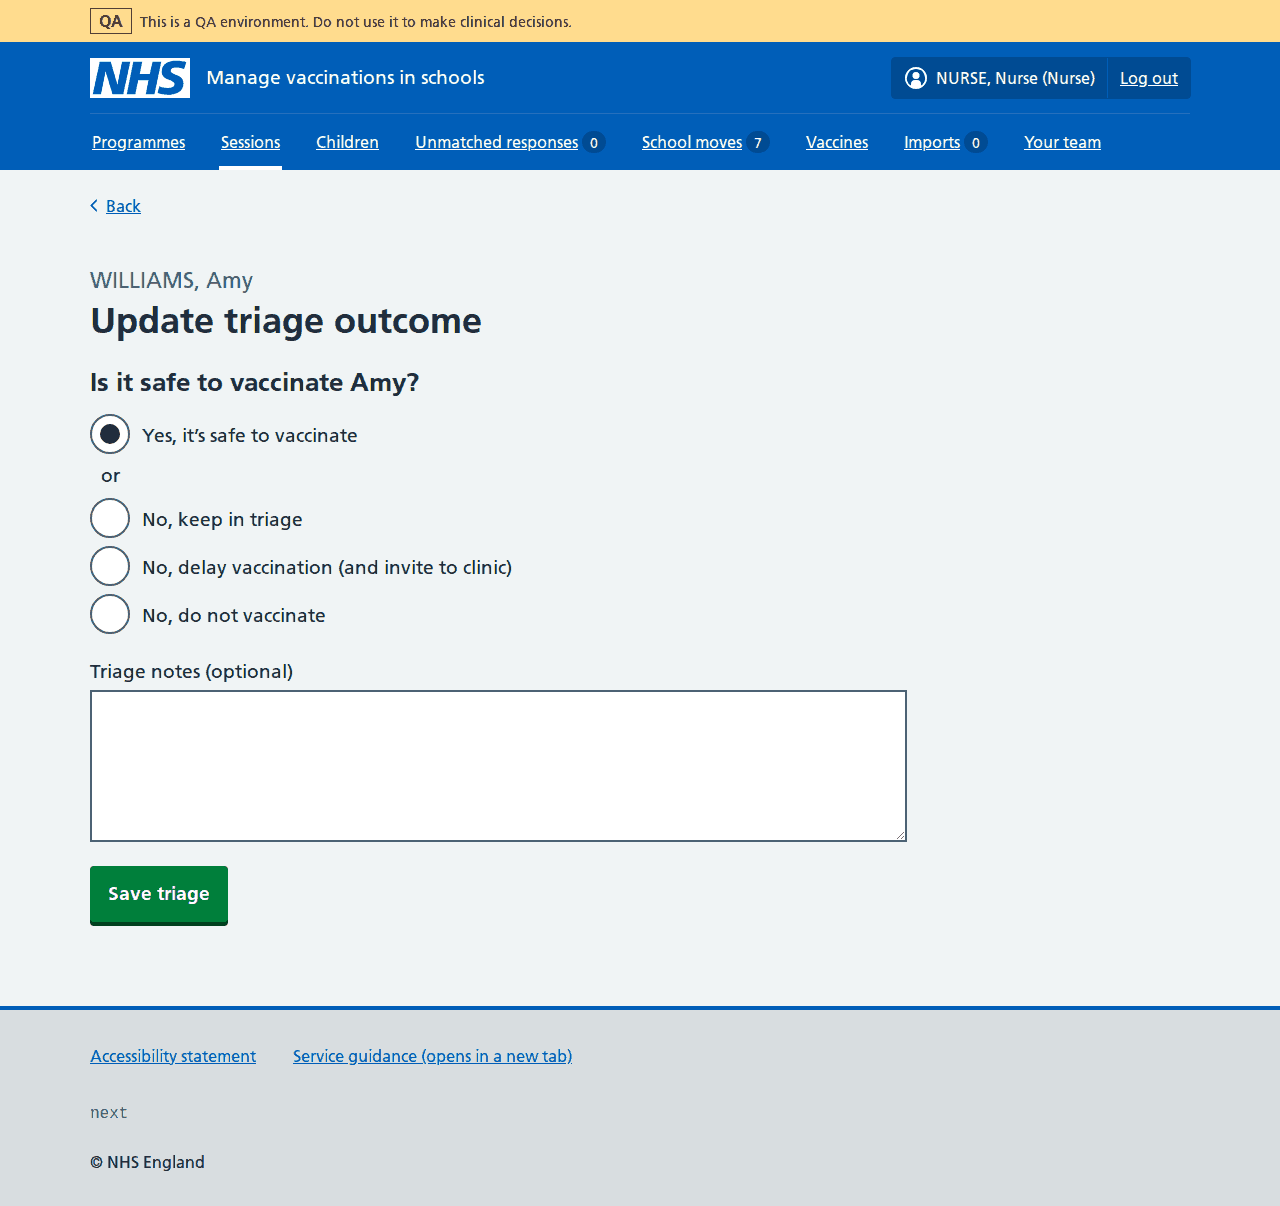 QA This is a QA environment. Do not use it to make clinical decisions.
NHS Manage vaccinations in schools NURSE, Nurse (Nurse) Log out
Programmes Sessions Children Unmatched responses 0 School moves 7 Vaccines Imports 0 Your team
Back
WILLIAMS, Amy
Update triage outcome
Is it safe to vaccinate Amy?
Yes, it’s safe to vaccinate
or
No, keep in triage
No, delay vaccination (and invite to clinic)
No, do not vaccinate
Triage notes (optional)
Save triage
Accessibility statement Service guidance (opens in a new tab)
next
© NHS England